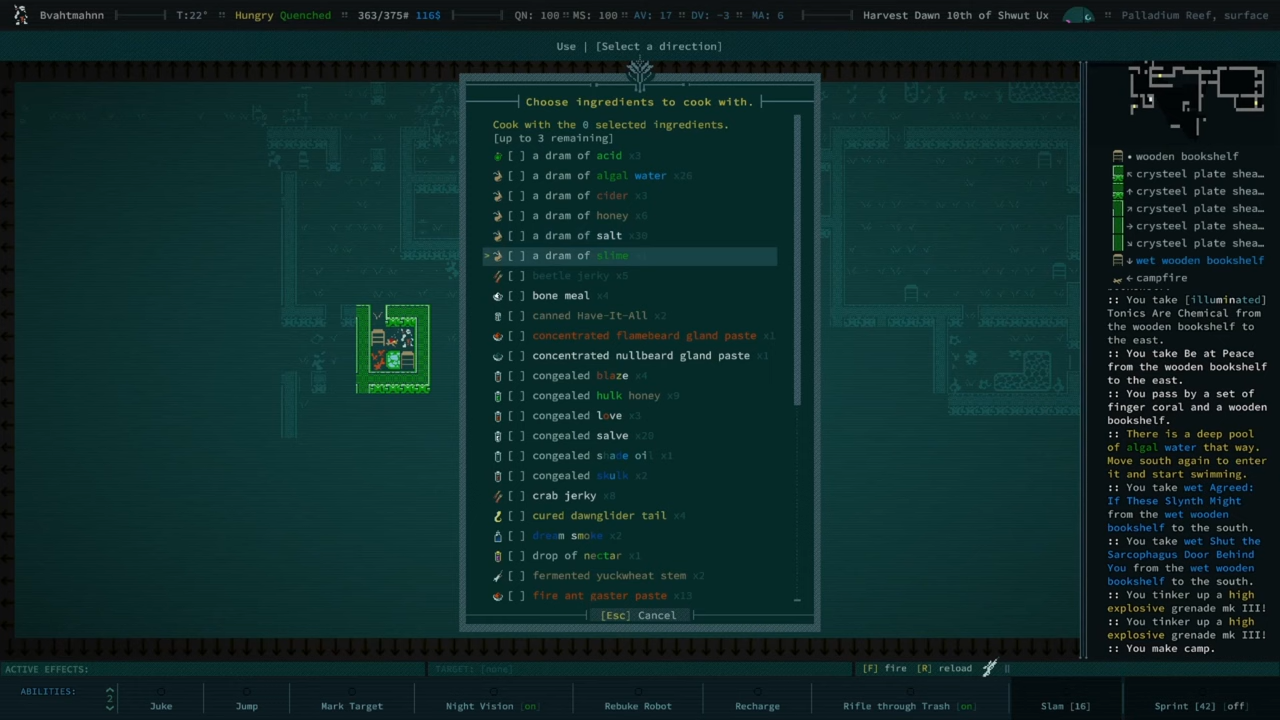 Bvahtmahn T:22° Hungry Quenched :: 363/375# 116$ QN: 100 :: MS: 100 :: AV: 17 :: DV: -3 :: MA: 6 Harvest Dawn 10th of Shwut Ux :: Palladium Reef, surface
Use | [Select a direction]
Choose ingredients to cook with.
Cook with the 0 selected ingredients.
[up to 3 remaining]
[ ] a dram of acid x3
[ ] a dram of algal water x26
[ ] a dram of cider x3
[ ] a dram of honey x6
[ ] a dram of salt x30
> [ ] a dram of slime
[ ] beetle jerky x5
[ ] bone meal x4
[ ] canned Have-It-All x2
[ ] concentrated flamebeard gland paste x1
[ ] concentrated nullbeard gland paste x1
[ ] congealed blaze x4
[ ] congealed hulk honey x9
[ ] congealed love x3
[ ] congealed salve x26
[ ] congealed shade oil x1
[ ] congealed skulk x2
[ ] crab jerky x8
[ ] cured dawnglider tail x4
[ ] dream smoke x2
[ ] drop of nectar x1
[ ] fermented yuckwheat stem x2
[ ] fire ant gaster paste x13
[Esc] Cancel
• wooden bookshelf
↖ crysteel plate shea…
↑ crysteel plate shea…
↗ crysteel plate shea…
→ crysteel plate shea…
↘ crysteel plate shea…
↓ wet wooden bookshelf
← campfire
:: You take [illuminated]
Tonics Are Chemical from
the wooden bookshelf to
the east.
:: You take Be at Peace
from the wooden bookshelf
to the east.
:: You pass by a set of
finger coral and a wooden
bookshelf.
:: There is a deep pool
of algal water that way.
Move south again to enter
it and start swimming.
:: You take wet Agreed:
If These Slynth Might
from the wet wooden
bookshelf to the south.
:: You take wet Shut the
Sarcophagus Door Behind
You from the wet wooden
bookshelf to the south.
:: You tinker up a high
explosive grenade mk III!
:: You tinker up a high
explosive grenade mk III!
:: You make camp.
ACTIVE EFFECTS: TARGET: [none] [F] fire [R] reload
ABILITIES: 2 Juke Jump Mark Target Night Vision [on] Rebuke Robot Recharge Rifle through Trash [on] Slam [16] Sprint [42] [off]